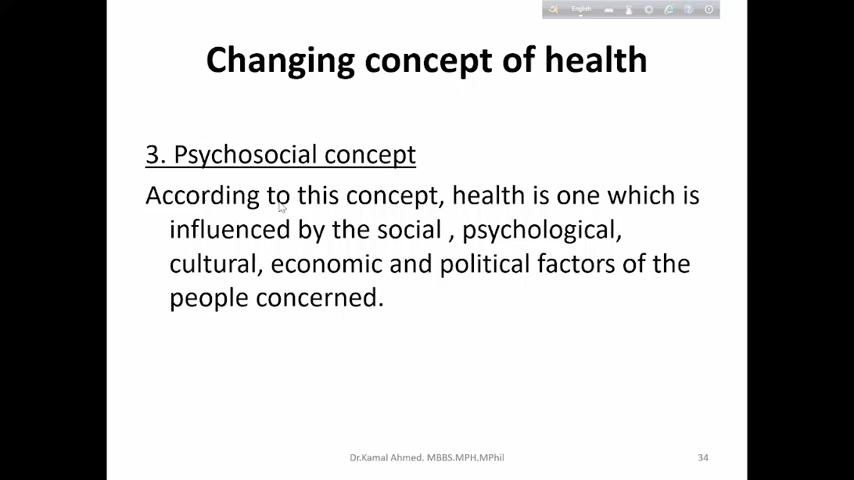 English
Changing concept of health
3. Psychosocial concept
According to this concept, health is one which is
influenced by the social , psychological,
cultural, economic and political factors of the
people concerned.
Dr.Kamal Ahmed. MBBS.MPH.MPhil
34